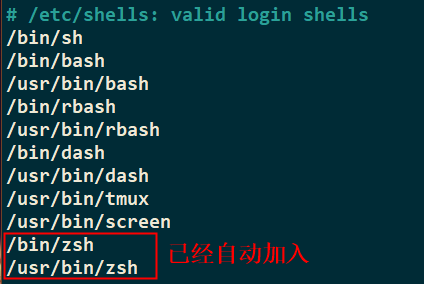 # /etc/shells: valid login shells
/bin/sh
/bin/bash
/usr/bin/bash
/bin/rbash
/usr/bin/rbash
/bin/dash
/usr/bin/dash
/usr/bin/tmux
/usr/bin/screen
/bin/zsh
/usr/bin/zsh
已经自动加入